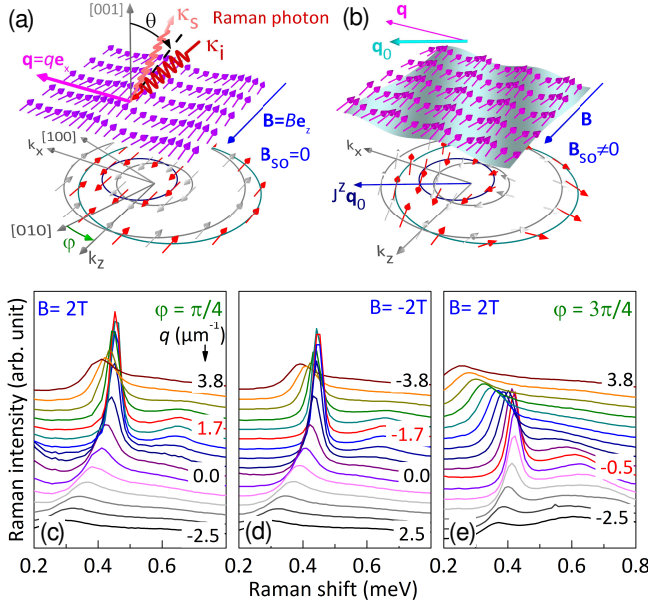 (a)
[001]
θ
κs
Raman photon
κi
q=qex
B=Bez
BSO=0
[100]
kx
[010]
φ
kz
(b)
q
q0
B
BSO≠0
kx
Jzq0
kz
Raman intensity (arb. unit)
B= 2T
φ = π/4
q (μm-1)
3.8
1.7
0.0
-2.5
(c)
0.2 0.4 0.6
B= -2T
-3.8
-1.7
0.0
2.5
(d)
0.2 0.4 0.6
B= 2T
φ = 3π/4
3.8
-0.5
-2.5
(e)
0.2 0.4 0.6 0.8
Raman shift (meV)